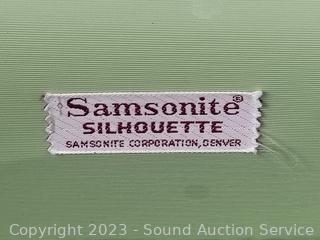 Samsonite®
SILHOUETTE
SAMSONITE CORPORATION, DENVER
Copyright 2023 - Sound Auction Service